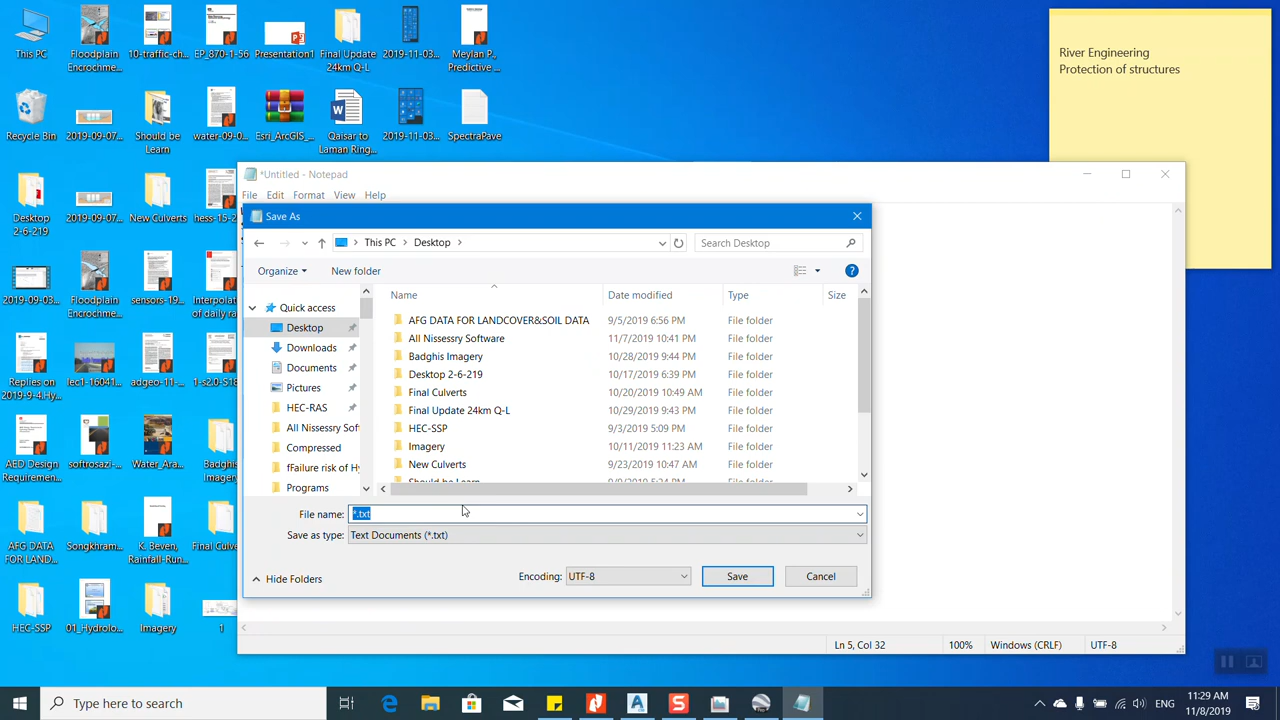 This PC
Floodplain
Encrochme...
10-traffic-ch...
EP_870-1-56
Presentation1
Final Update
24km Q-L
2019-11-03...
Meylan P.,
Predictive ...
Recycle Bin
2019-09-07...
Should be
Learn
water-09-0...
Esri_ArcGIS_...
Qaisar to
Laman Ring...
2019-11-03...
SpectraPave
Desktop
2-6-219
2019-09-07...
New Culverts
hess-15-2
2019-09-03...
Floodplain
Encrochme...
sensors-19...
Interpolat
of daily ra
Replies on
2019-9-4.Hy...
lec1-16041...
adgeo-11-...
1-s2.0-S18
AED Design
Requiremen...
softrosazi-...
Water_Ara...
Badghis
Imagery
AFG DATA
FOR LAND...
Songkhram...
K. Beven,
Rainfall-Run...
Final Culve
HEC-SSP
01_Hydrolo...
Imagery
1
River Engineering
Protection of structures
*Untitled - Notepad
File Edit Format View Help
Save As
This PC > Desktop >
Search Desktop
Organize
New folder
Name Date modified Type Size
Quick access
Desktop
Downloads
Documents
Pictures
HEC-RAS
All Nissessry Soft
Compressed
fFailure risk of Hy
Programs
AFG DATA FOR LANDCOVER&SOIL DATA 9/5/2019 6:56 PM File folder
All Nissessry Software 11/7/2019 10:41 PM File folder
Badghis Imagery 10/28/2019 9:44 PM File folder
Desktop 2-6-219 10/17/2019 6:39 PM File folder
Final Culverts 10/20/2019 10:49 AM File folder
Final Update 24km Q-L 10/29/2019 9:43 PM File folder
HEC-SSP 9/3/2019 5:09 PM File folder
Imagery 10/11/2019 11:23 AM File folder
New Culverts 9/23/2019 10:47 AM File folder
File name: *.txt
Save as type: Text Documents (*.txt)
Hide Folders
Encoding: UTF-8
Save
Cancel
Ln 5, Col 32 100% Windows (CRLF) UTF-8
Type here to search
ENG
11:29 AM
11/8/2019